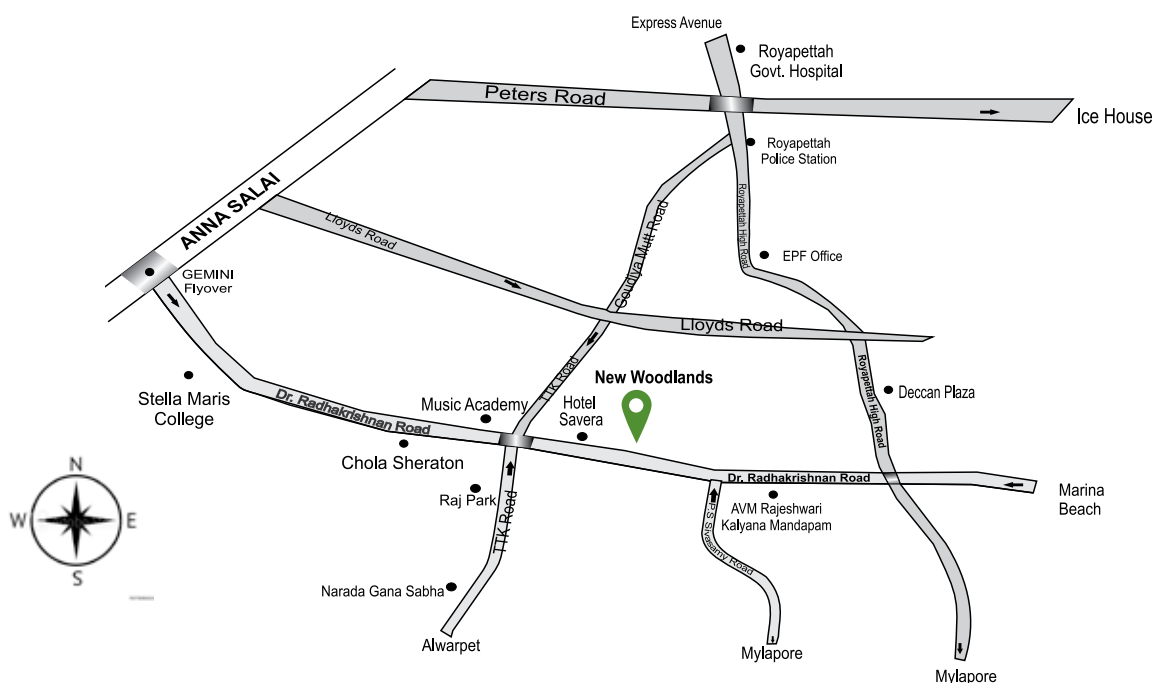 Express Avenue
Royapettah
Govt. Hospital
Peters Road
Ice House
Royapettah
Police Station
ANNA SALAI
Lloyds Road
Goudiya Mutt Road
Royapettah High Road
EPF Office
GEMINI
Flyover
Lloyds Road
TTK Road
New Woodlands
Royapettah High Road
Deccan Plaza
Stella Maris
College
Dr. Radhakrishnan Road
Music Academy
Hotel
Savera
Chola Sheraton
Dr. Radhakrishnan Road
Marina
Beach
Raj Park
TTK Road
P S Sivasamy Road
AVM Rajeshwari
Kalyana Mandapam
N
W
E
S
Narada Gana Sabha
Alwarpet
Mylapore
Mylapore